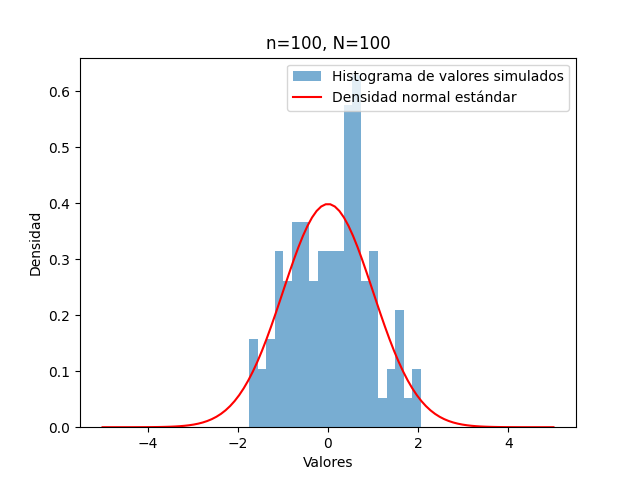 n=100, N=100
Histograma de valores simulados
Densidad normal estándar
Densidad
0.6
0.5
0.4
0.3
0.2
0.1
0.0
−4
−2
0
2
4
Valores